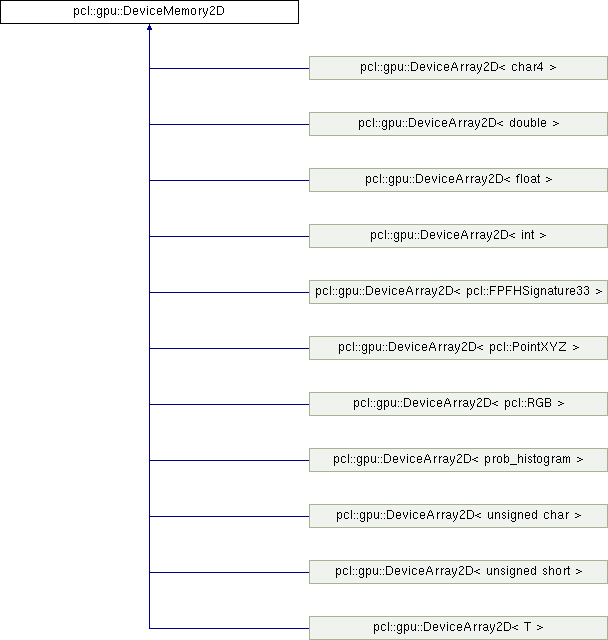 pcl::gpu::DeviceMemory2D
pcl::gpu::DeviceArray2D< char4 >
pcl::gpu::DeviceArray2D< double >
pcl::gpu::DeviceArray2D< float >
pcl::gpu::DeviceArray2D< int >
pcl::gpu::DeviceArray2D< pcl::FPFHSignature33 >
pcl::gpu::DeviceArray2D< pcl::PointXYZ >
pcl::gpu::DeviceArray2D< pcl::RGB >
pcl::gpu::DeviceArray2D< prob_histogram >
pcl::gpu::DeviceArray2D< unsigned char >
pcl::gpu::DeviceArray2D< unsigned short >
pcl::gpu::DeviceArray2D< T >